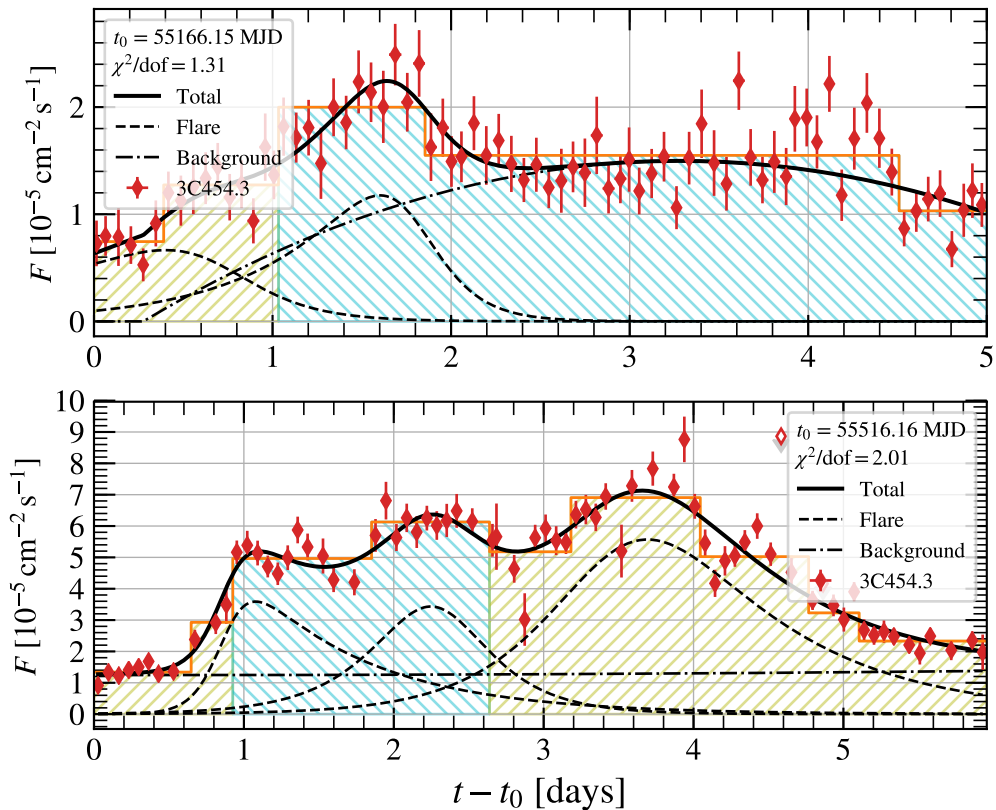 t₀ = 55166.15 MJD
χ²/dof = 1.31
Total
Flare
Background
3C454.3
F [10⁻⁵ cm⁻² s⁻¹]
2
1
0
0 1 2 3 4 5
t₀ = 55516.16 MJD
χ²/dof = 2.01
Total
Flare
Background
3C454.3
F [10⁻⁵ cm⁻² s⁻¹]
10
9
8
7
6
5
4
3
2
1
0
0 1 2 3 4 5
t − t₀ [days]